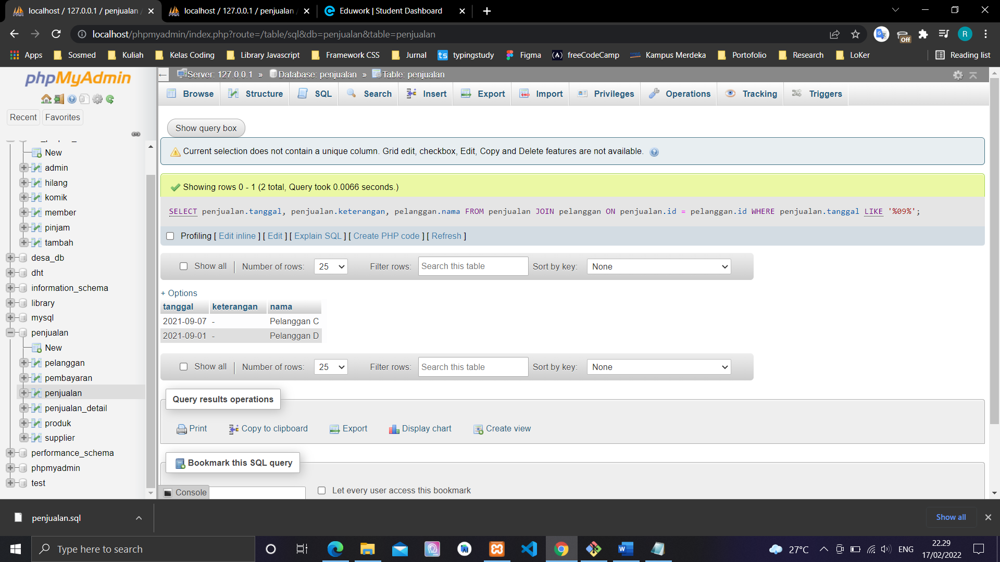 localhost / 127.0.0.1 / penjualan
localhost / 127.0.0.1 / penjualan
Eduwork | Student Dashboard
localhost/phpmyadmin/index.php?route=/table/sql&db=penjualan&table=penjualan
Off
R
Apps
Sosmed
Kuliah
Kelas Coding
Library Javascript
Framework CSS
Jurnal
ts typingstudy
Figma
(λ) freeCodeCamp
Kampus Merdeka
Portofolio
Research
LoKer
Reading list
phpMyAdmin
Recent
Favorites
New
admin
hilang
komik
member
pinjam
tambah
desa_db
dht
information_schema
library
mysql
penjualan
New
pelanggan
pembayaran
penjualan
penjualan_detail
produk
supplier
performance_schema
phpmyadmin
test
Server: 127.0.0.1 » Database: penjualan » Table: penjualan
Browse
Structure
SQL
Search
Insert
Export
Import
Privileges
Operations
Tracking
Triggers
Show query box
Current selection does not contain a unique column. Grid edit, checkbox, Edit, Copy and Delete features are not available.
Showing rows 0 - 1 (2 total, Query took 0.0066 seconds.)
SELECT penjualan.tanggal, penjualan.keterangan, pelanggan.nama FROM penjualan JOIN pelanggan ON penjualan.id = pelanggan.id WHERE penjualan.tanggal LIKE '%09%';
Profiling [ Edit inline ] [ Edit ] [ Explain SQL ] [ Create PHP code ] [ Refresh ]
Show all | Number of rows: 25 Filter rows: Search this table Sort by key: None
+ Options
tanggal keterangan nama
2021-09-07 - Pelanggan C
2021-09-01 - Pelanggan D
Show all | Number of rows: 25 Filter rows: Search this table Sort by key: None
Query results operations
Print
Copy to clipboard
Export
Display chart
Create view
Bookmark this SQL query
Console
Let every user access this bookmark
penjualan.sql
Show all
Type here to search
27°C
ENG
22.29
17/02/2022